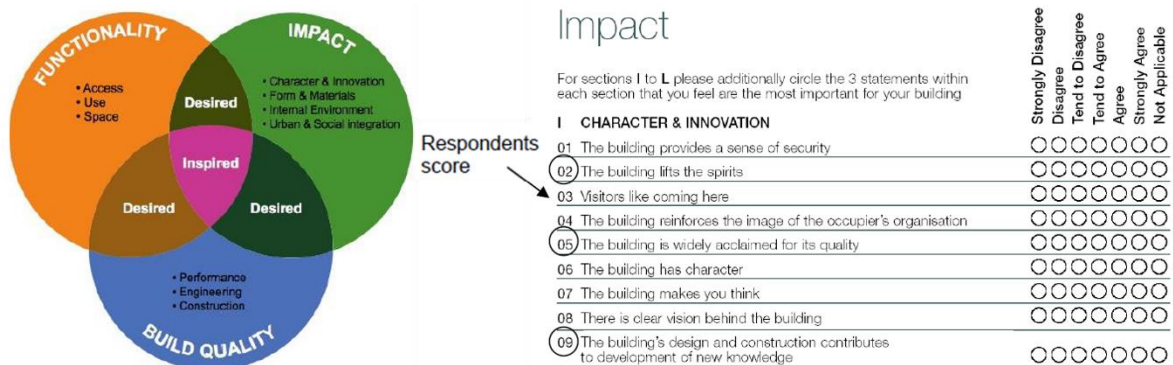 FUNCTIONALITY
• Access
• Use
• Space
IMPACT
• Character & Innovation
• Form & Materials
• Internal Environment
• Urban & Social integration
Desired
Inspired
Desired
Desired
• Performance
• Engineering
• Construction
BUILD QUALITY
Respondents
score
Impact
For sections I to L please additionally circle the 3 statements within
each section that you feel are the most important for your building
Strongly Disagree
Disagree
Tend to Disagree
Tend to Agree
Agree
Strongly Agree
Not Applicable
I CHARACTER & INNOVATION
01 The building provides a sense of security
02 The building lifts the spirits
03 Visitors like coming here
04 The building reinforces the image of the occupier's organisation
05 The building is widely acclaimed for its quality
06 The building has character
07 The building makes you think
08 There is clear vision behind the building
09 The building's design and construction contributes
to development of new knowledge